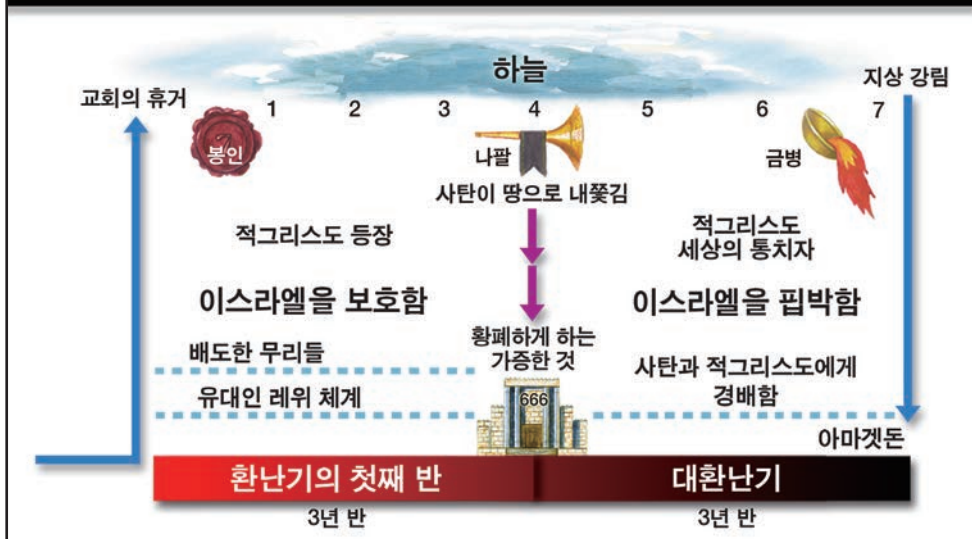 하늘
교회의 휴거
지상 강림
1 2 3 4 5 6 7
봉인
나팔
금병
사탄이 땅으로 내쫓김
적그리스도 등장
적그리스도
세상의 통치자
이스라엘을 보호함
이스라엘을 핍박함
황폐하게 하는
가증한 것
배도한 무리들
사탄과 적그리스도에게
경배함
유대인 레위 체계
666
아마겟돈
환난기의 첫째 반
대환난기
3년 반
3년 반